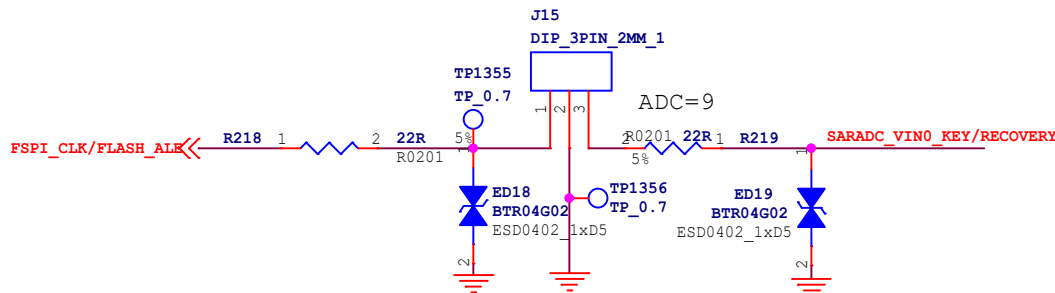 J15
DIP_3PIN_2MM_1
TP1355
TP_0.7
1
2
3
ADC=9
FSPI_CLK/FLASH_ALE
R218
1
2
22R
5%
R0201
1
2
R0201
22R
5%
1
R219
1
SARADC_VIN0_KEY/RECOVERY
ED18
BTR04G02
ESD0402_1xD5
2
TP1356
TP_0.7
ED19
BTR04G02
ESD0402_1xD5
2